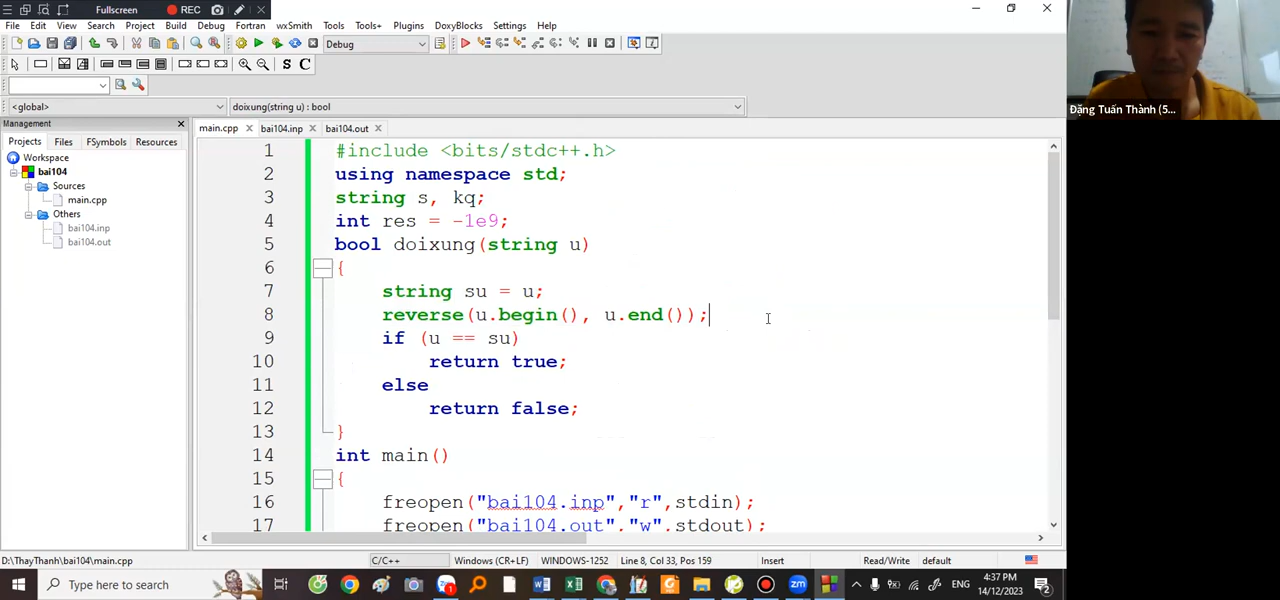 Fullscreen REC
File Edit View Search Project Build Debug Fortran wxSmith Tools Tools+ Plugins DoxyBlocks Settings Help
Debug
S C
<global> doixung(string u) : bool
Management
main.cpp bai104.inp bai104.out
Projects Files FSymbols Resources
Workspace
bai104
Sources
main.cpp
Others
bai104.inp
bai104.out
1 #include <bits/stdc++.h>
2 using namespace std;
3 string s, kq;
4 int res = -1e9;
5 bool doixung(string u)
6 {
7 string su = u;
8 reverse(u.begin(), u.end());
9 if (u == su)
10 return true;
11 else
12 return false;
13 }
14 int main()
15 {
16 freopen("bai104.inp","r",stdin);
17 freopen("bai104.out","w",stdout);
Đặng Tuấn Thành (5...
D:\ThayThanh\bai104\main.cpp C/C++ Windows (CR+LF) WINDOWS-1252 Line 8, Col 33, Pos 159 Insert Read/Write default
Type here to search
ENG
4:37 PM
14/12/2023
2